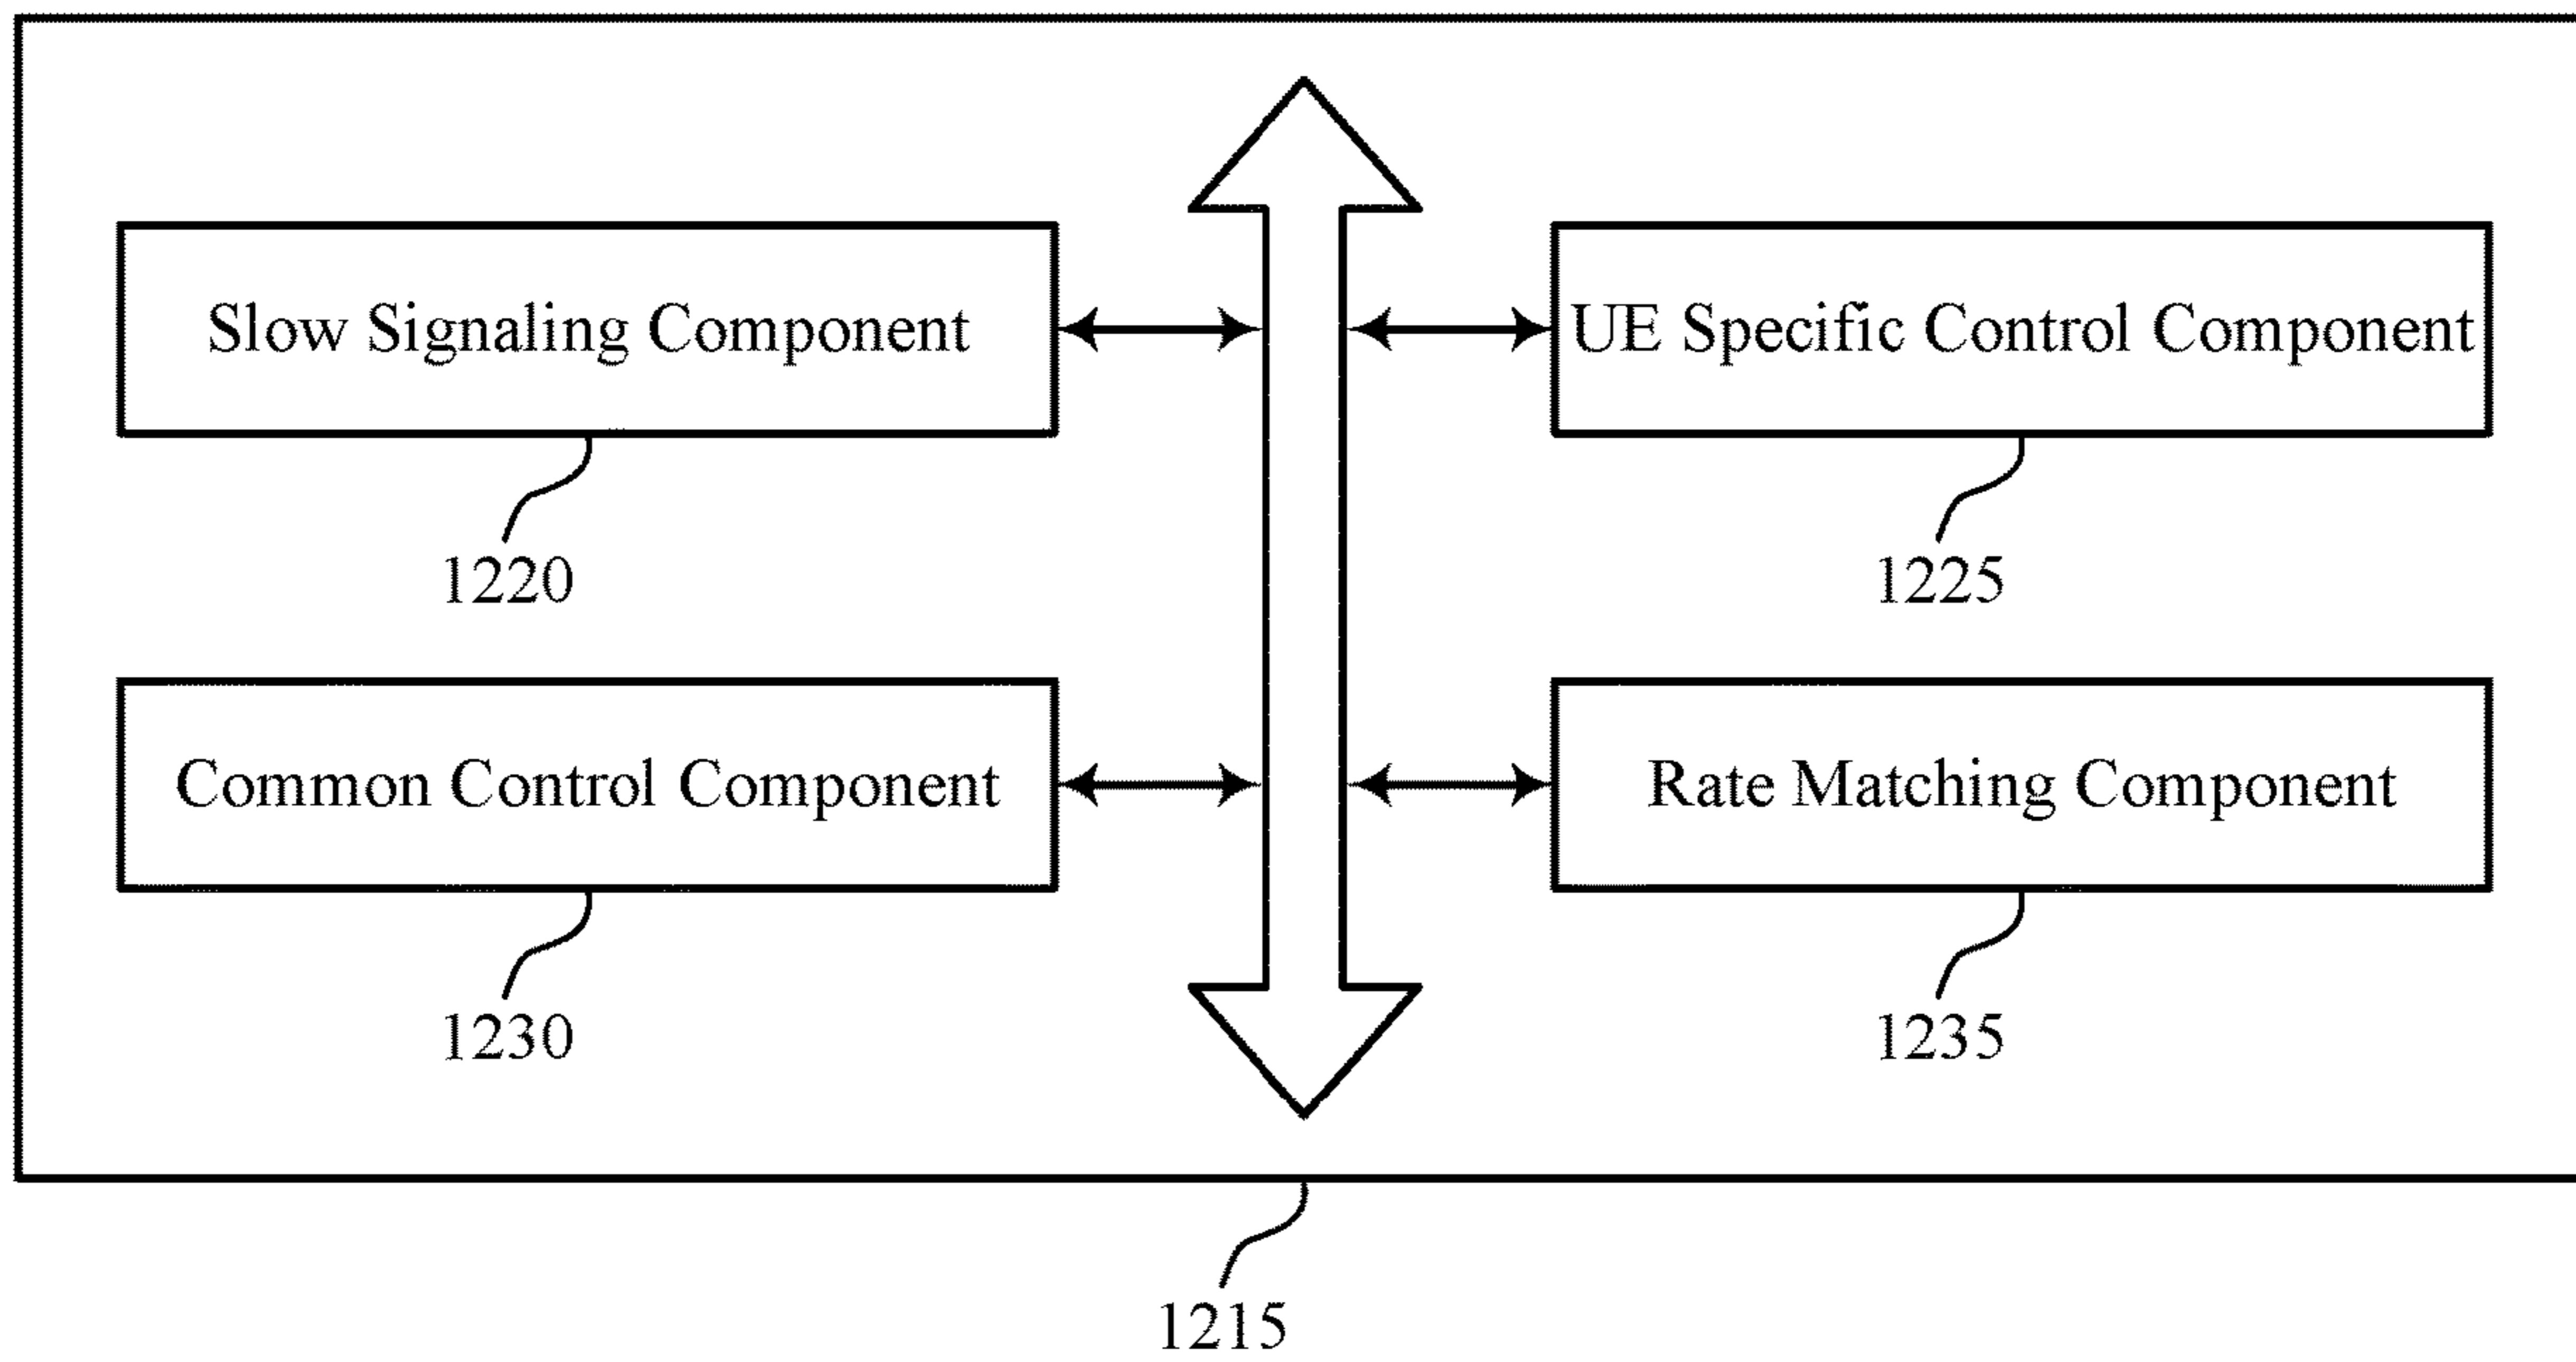 Slow Signaling Component
UE Specific Control Component
1220
1225
Common Control Component
Rate Matching Component
1230
1235
1215